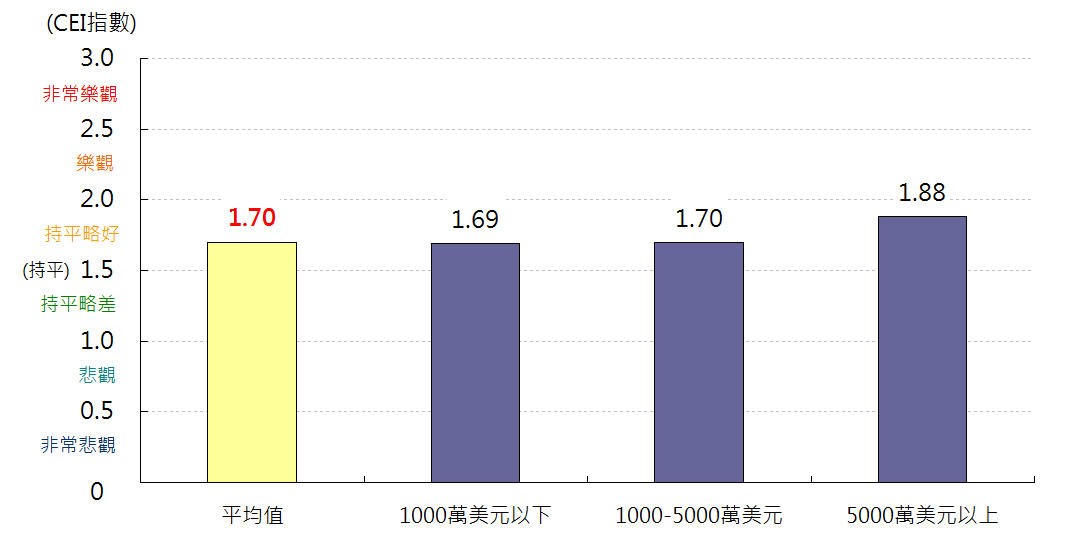 (CEI指數)
3.0
非常樂觀
2.5
樂觀
2.0
持平略好
(持平) 1.5
持平略差
1.0
悲觀
0.5
非常悲觀
0
1.70
1.69
1.70
1.88
平均值
1000萬美元以下
1000-5000萬美元
5000萬美元以上